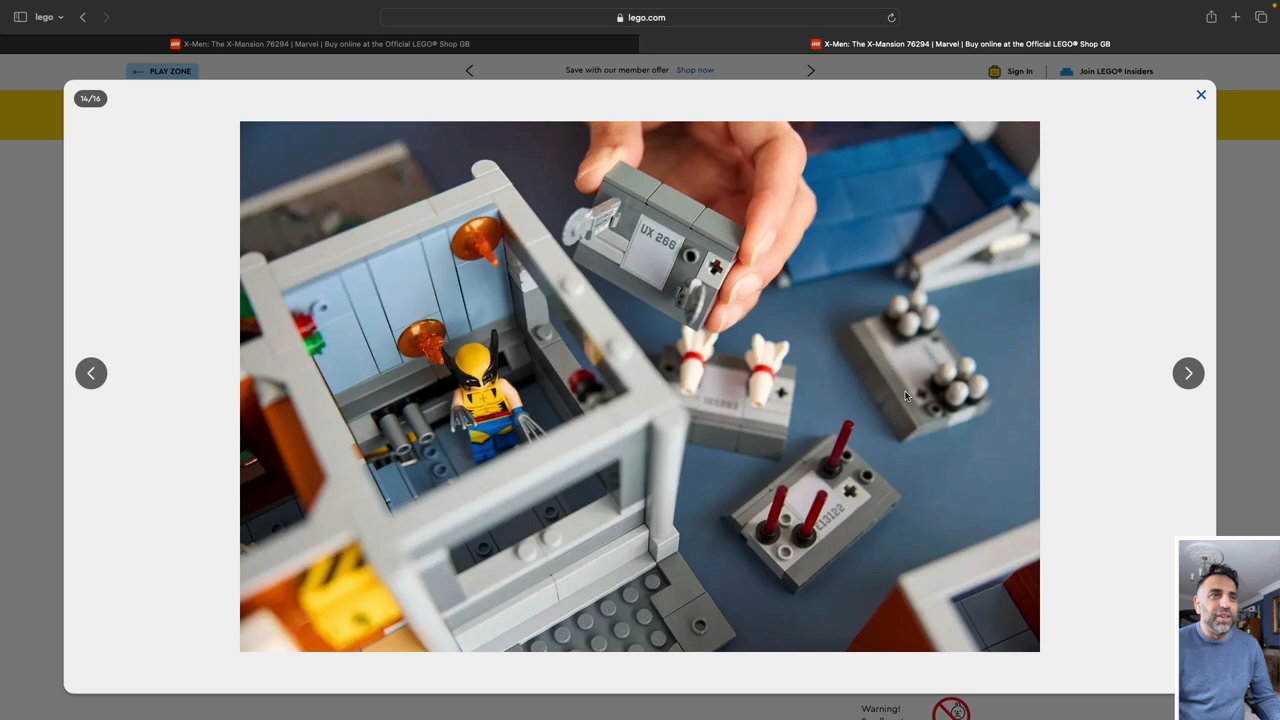 lego
lego.com
X-Men: The X-Mansion 76294 | Marvel | Buy online at the Official LEGO® Shop GB
X-Men: The X-Mansion 76294 | Marvel | Buy online at the Official LEGO® Shop GB
PLAY ZONE
Save with our member offer Shop now
Sign In
Join LEGO® Insiders
14/16
UX 266
E13122
Warning!